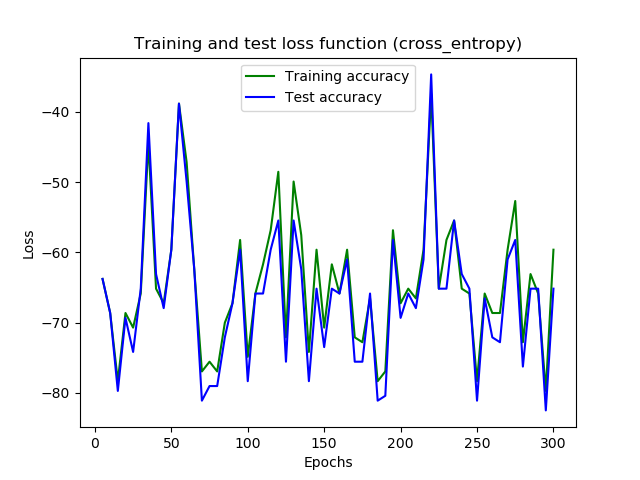 Training and test loss function (cross_entropy)
Training accuracy
Test accuracy
Loss
−40
−50
−60
−70
−80
0 50 100 150 200 250 300
Epochs